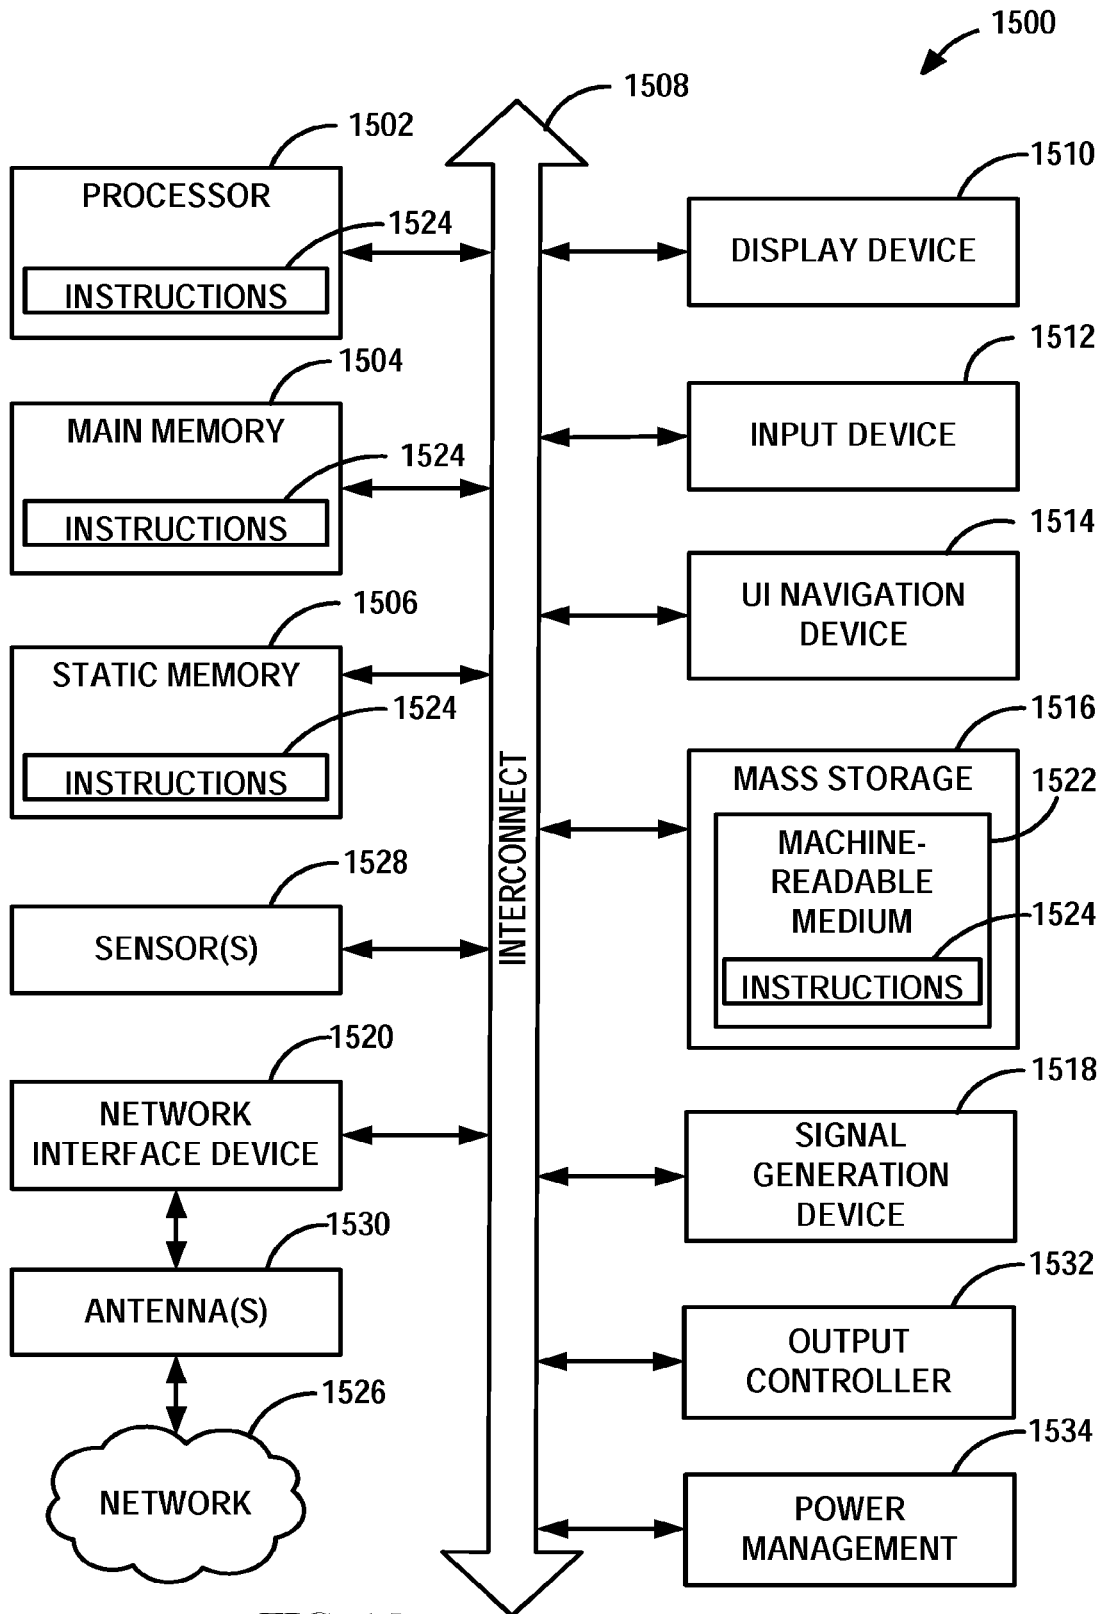 1500
1508
1502
PROCESSOR
1524
INSTRUCTIONS
1504
MAIN MEMORY
1524
INSTRUCTIONS
1506
STATIC MEMORY
1524
INSTRUCTIONS
1528
SENSOR(S)
1520
NETWORK
INTERFACE DEVICE
1530
ANTENNA(S)
1526
NETWORK
INTERCONNECT
1510
DISPLAY DEVICE
1512
INPUT DEVICE
1514
UI NAVIGATION
DEVICE
1516
MASS STORAGE
1522
MACHINE-
READABLE
MEDIUM
1524
INSTRUCTIONS
1518
SIGNAL
GENERATION
DEVICE
1532
OUTPUT
CONTROLLER
1534
POWER
MANAGEMENT